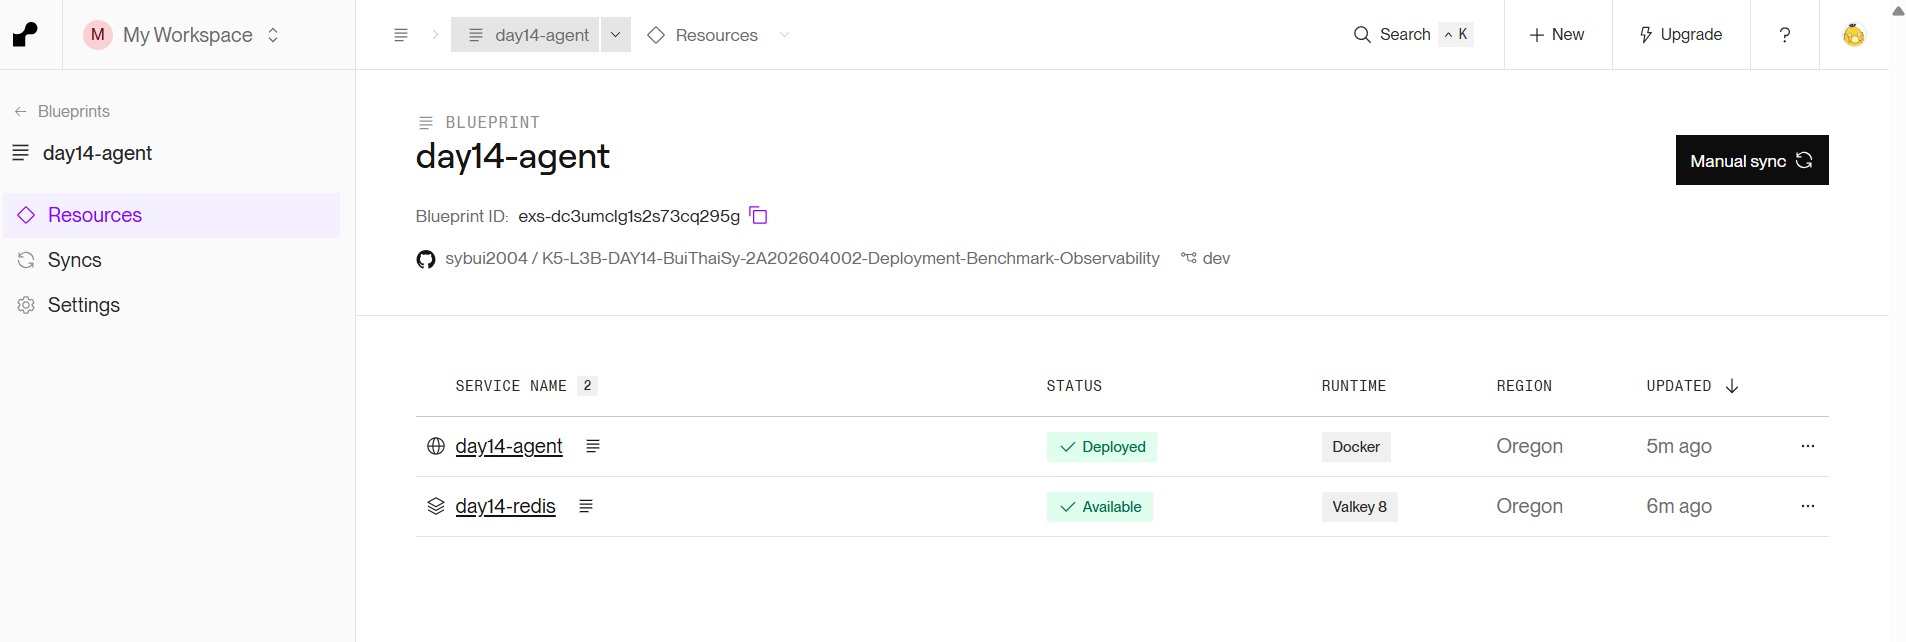 M My Workspace
day14-agent
Resources
Search ^ K
+ New
Upgrade
?
← Blueprints
day14-agent
Resources
Syncs
Settings
BLUEPRINT
day14-agent
Manual sync
Blueprint ID: exs-dc3umclg1s2s73cq295g
sybui2004 / K5-L3B-DAY14-BuiThaiSy-2A202604002-Deployment-Benchmark-Observability dev
SERVICE NAME 2 STATUS RUNTIME REGION UPDATED ↓
day14-agent Deployed Docker Oregon 5m ago ...
day14-redis Available Valkey 8 Oregon 6m ago ...